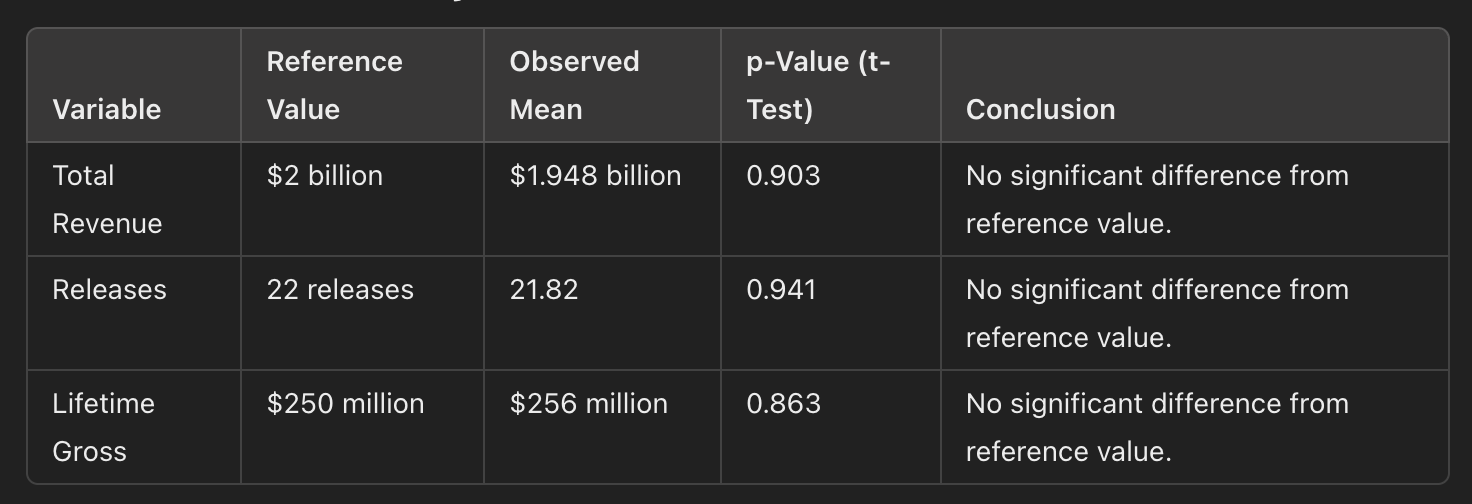 Variable
Reference
Value
Observed
Mean
p-Value (t-
Test)
Conclusion
Total
Revenue
$2 billion
$1.948 billion
0.903
No significant difference from
reference value.
Releases
22 releases
21.82
0.941
No significant difference from
reference value.
Lifetime
Gross
$250 million
$256 million
0.863
No significant difference from
reference value.